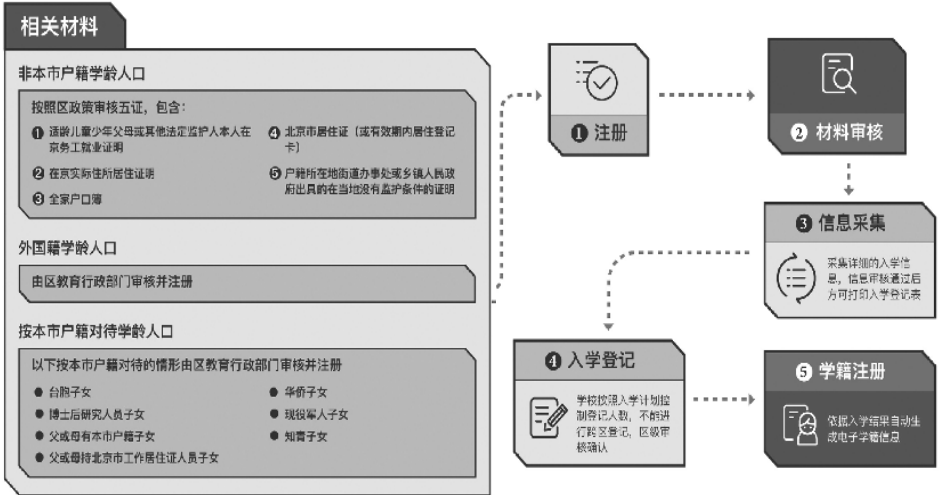 相关材料
非本市户籍学龄人口
按照区政策审核五证，包含：
❶ 适龄儿童少年父母或其他法定监护人本人在
京务工就业证明
❷ 在京实际住所居住证明
❸ 全家户口簿
❹ 北京市居住证（或有效期内居住登记
卡）
❺ 户籍所在地街道办事处或乡镇人民政
府出具的在当地没有监护条件的证明
外国籍学龄人口
由区教育行政部门审核并注册
按本市户籍对待学龄人口
以下按本市户籍对待的情形由区教育行政部门审核并注册
● 台胞子女
● 博士后研究人员子女
● 父或母有本市户籍子女
● 父或母持北京市工作居住证人员子女
● 华侨子女
● 现役军人子女
● 知青子女
❶ 注册
❷ 材料审核
❸ 信息采集
采集详细的入学信
息，信息审核通过后
方可打印入学登记表
❹ 入学登记
学校按照入学计划控
制登记人数，不能进
行跨区登记，区级审
核确认
❺ 学籍注册
依据入学结果自动生
成电子学籍信息